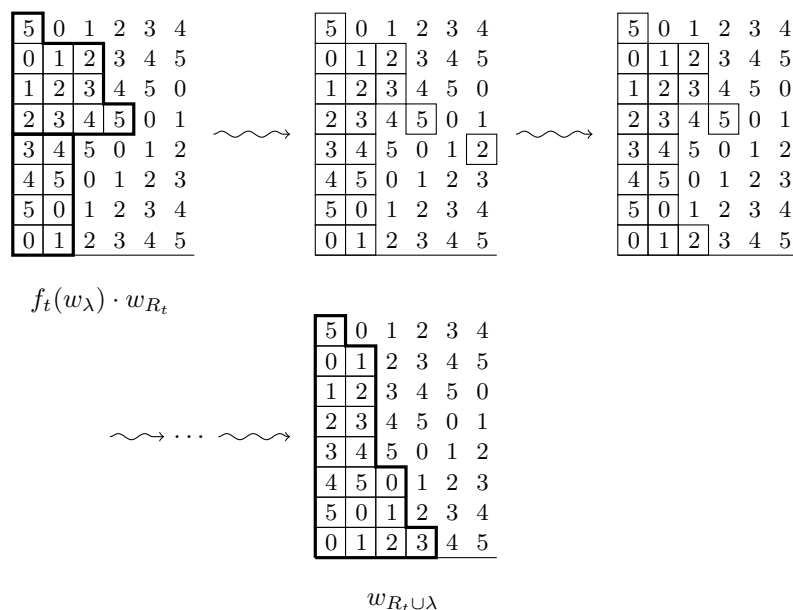 5 0 1 2 3 4 5 0 1 2 3 4 5 0 1 2 3 4
0 1 2 3 4 5 0 1 2 3 4 5 0 1 2 3 4 5
1 2 3 4 5 0 1 2 3 4 5 0 1 2 3 4 5 0
2 3 4 5 0 1 2 3 4 5 0 1 2 3 4 5 0 1
3 4 5 0 1 2 3 4 5 0 1 2 3 4 5 0 1 2
4 5 0 1 2 3 4 5 0 1 2 3 4 5 0 1 2 3
5 0 1 2 3 4 5 0 1 2 3 4 5 0 1 2 3 4
0 1 2 3 4 5 0 1 2 3 4 5 0 1 2 3 4 5
f_t(w_λ) · w_{R_t}
5 0 1 2 3 4
0 1 2 3 4 5
1 2 3 4 5 0
2 3 4 5 0 1
3 4 5 0 1 2
4 5 0 1 2 3
5 0 1 2 3 4
0 1 2 3 4 5
···
w_{R_t∪λ}